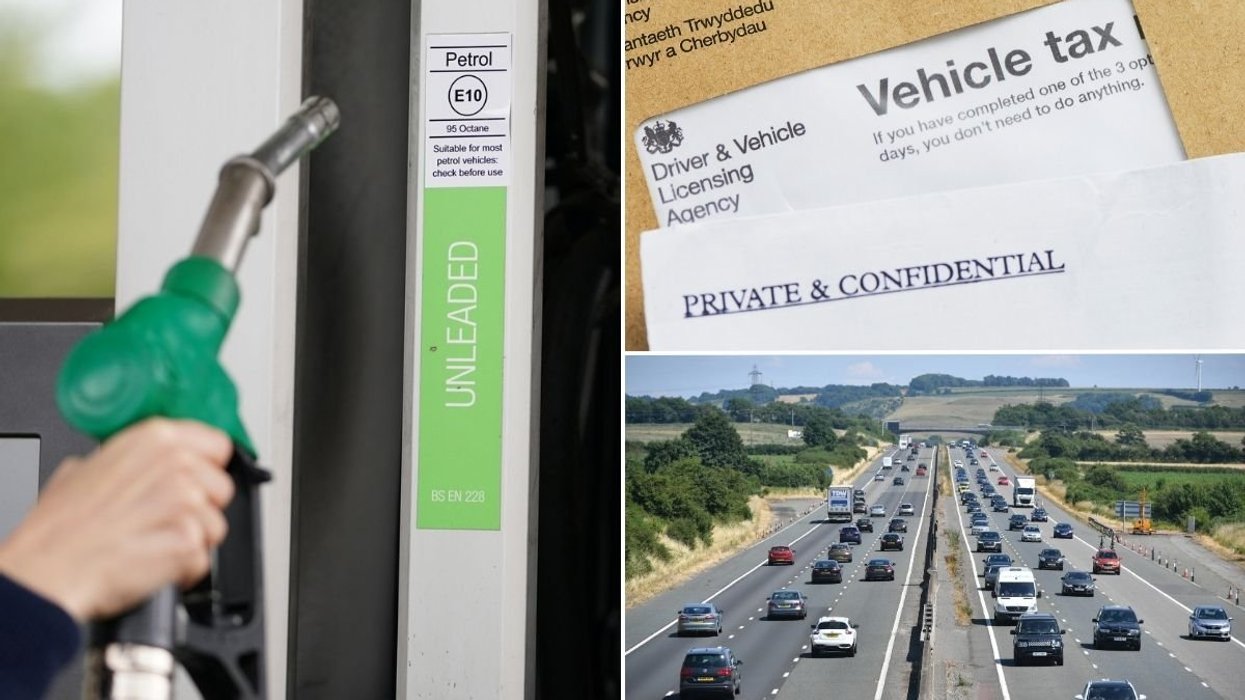 Petrol
E10
95 Octane
Suitable for most
petrol vehicles:
check before use
UNLEADED
BS EN 228
antaeth Trwyddedu
rwyr a Cherbydau
Vehicle tax
If you have completed one of the 3 opt
days, you don't need to do anything.
Driver & Vehicle
Licensing
Agency
PRIVATE & CONFIDENTIAL